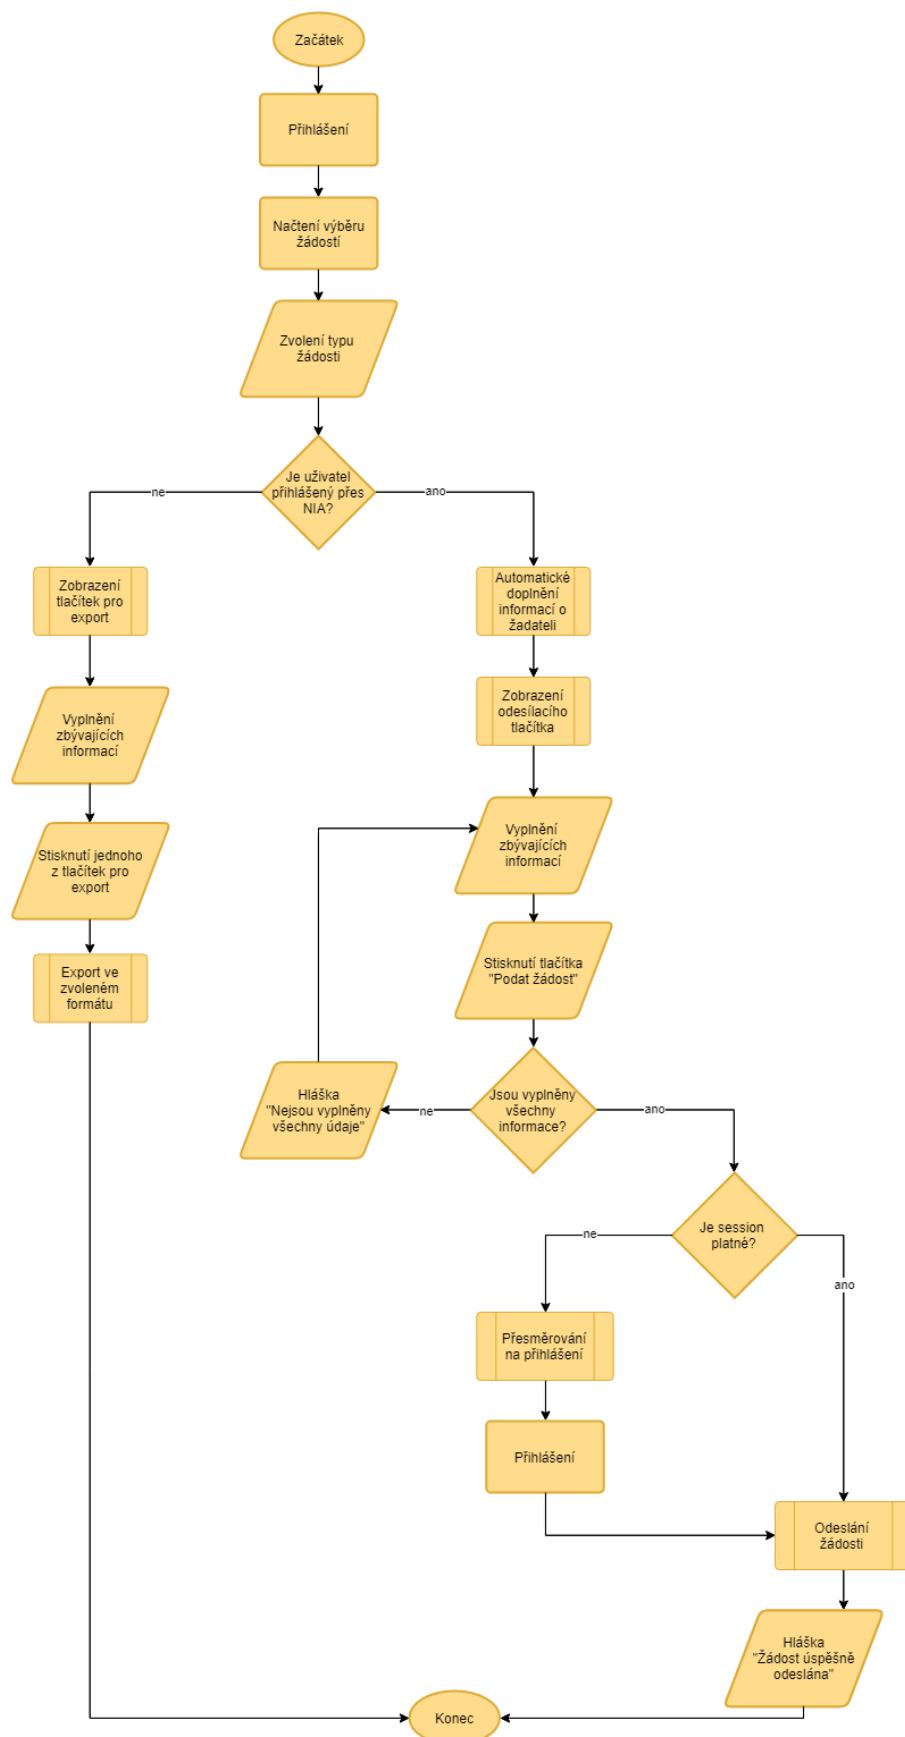 Začátek
Přihlášení
Načtení výběru
žádostí
Zvolení typu
žádosti
Je uživatel
přihlášený přes
NIA?
ne
ano
Zobrazení
tlačítek pro
export
Vyplnění
zbývajících
informací
Stisknutí jednoho
z tlačítek pro
export
Export ve
zvoleném
formátu
Automatické
doplnění
informací o
žadateli
Zobrazení
odesílacího
tlačítka
Vyplnění
zbývajících
informací
Stisknutí tlačítka
"Podat žádost"
Jsou vyplněny
všechny
informace?
ne
ano
Hláška
"Nejsou vyplněny
všechny údaje"
Je session
platné?
ne
ano
Přesměrování
na přihlášení
Přihlášení
Odeslání
žádosti
Hláška
"Žádost úspěšně
odeslána"
Konec